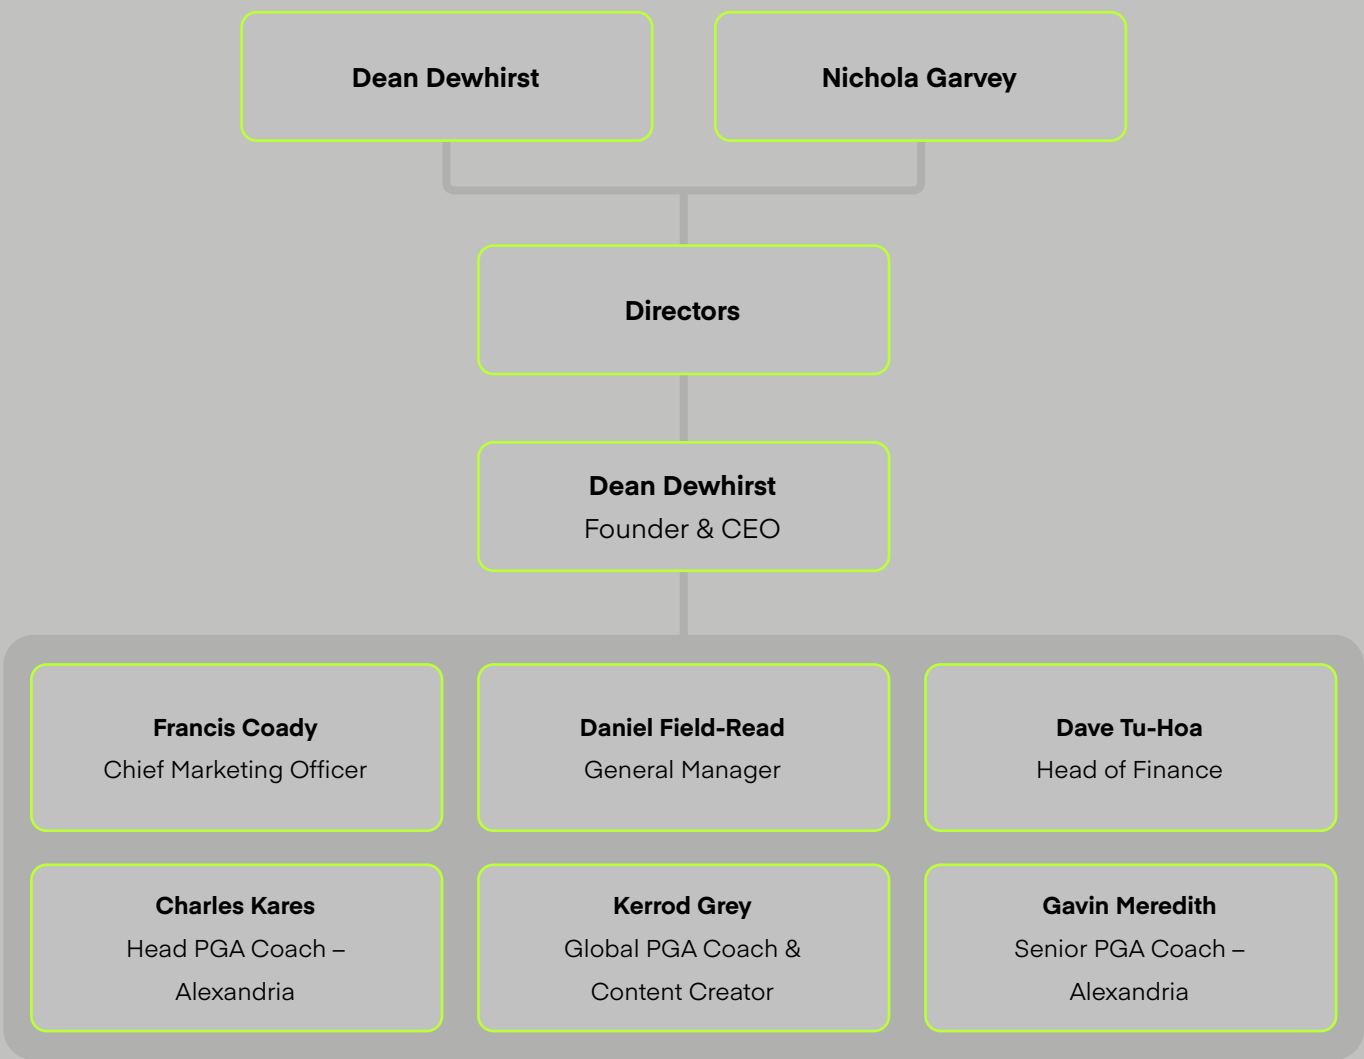 Dean Dewhirst
Nichola Garvey
Directors
Dean Dewhirst
Founder & CEO
Francis Coady
Chief Marketing Officer
Daniel Field-Read
General Manager
Dave Tu-Hoa
Head of Finance
Charles Kares
Head PGA Coach –
Alexandria
Kerrod Grey
Global PGA Coach &
Content Creator
Gavin Meredith
Senior PGA Coach –
Alexandria